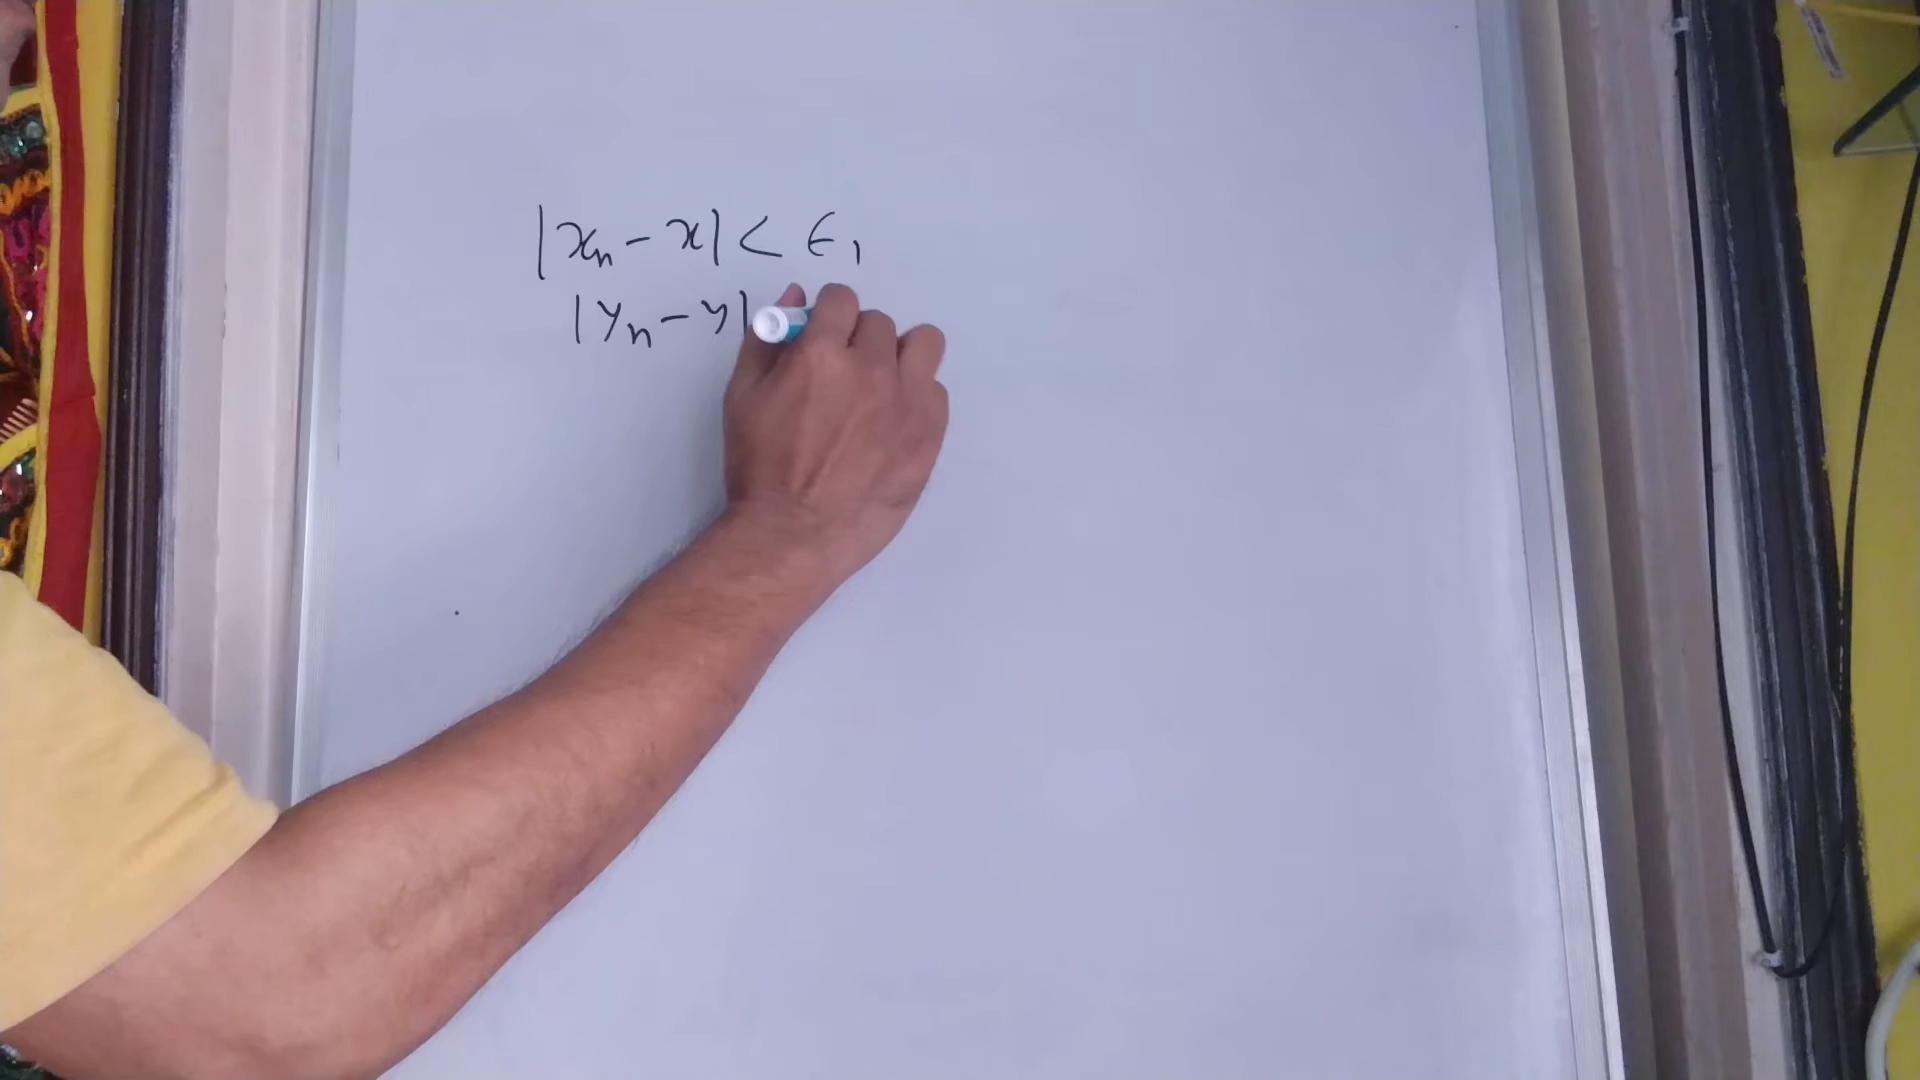 |xₙ - x| < ϵ₁
|yₙ - y|